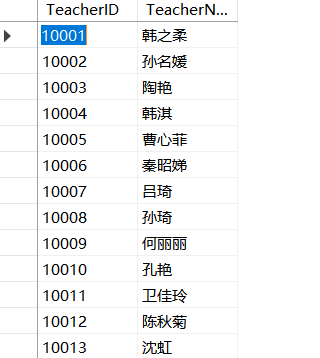 TeacherID TeacherN...
10001 韩之柔
10002 孙名媛
10003 陶艳
10004 韩淇
10005 曹心菲
10006 秦昭娣
10007 吕琦
10008 孙琦
10009 何丽丽
10010 孔艳
10011 卫佳玲
10012 陈秋菊
10013 沈虹